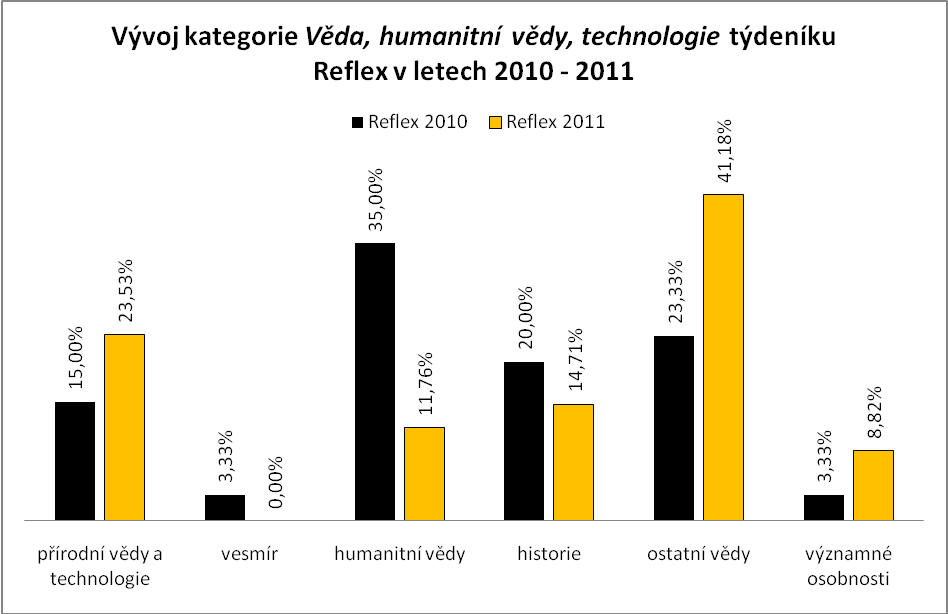 Vývoj kategorie Věda, humanitní vědy, technologie týdeníku
Reflex v letech 2010 - 2011
Reflex 2010
Reflex 2011
15,00%
23,53%
3,33%
0,00%
35,00%
11,76%
20,00%
14,71%
23,33%
41,18%
3,33%
8,82%
přírodní vědy a
technologie
vesmír
humanitní vědy
historie
ostatní vědy
významné
osobnosti